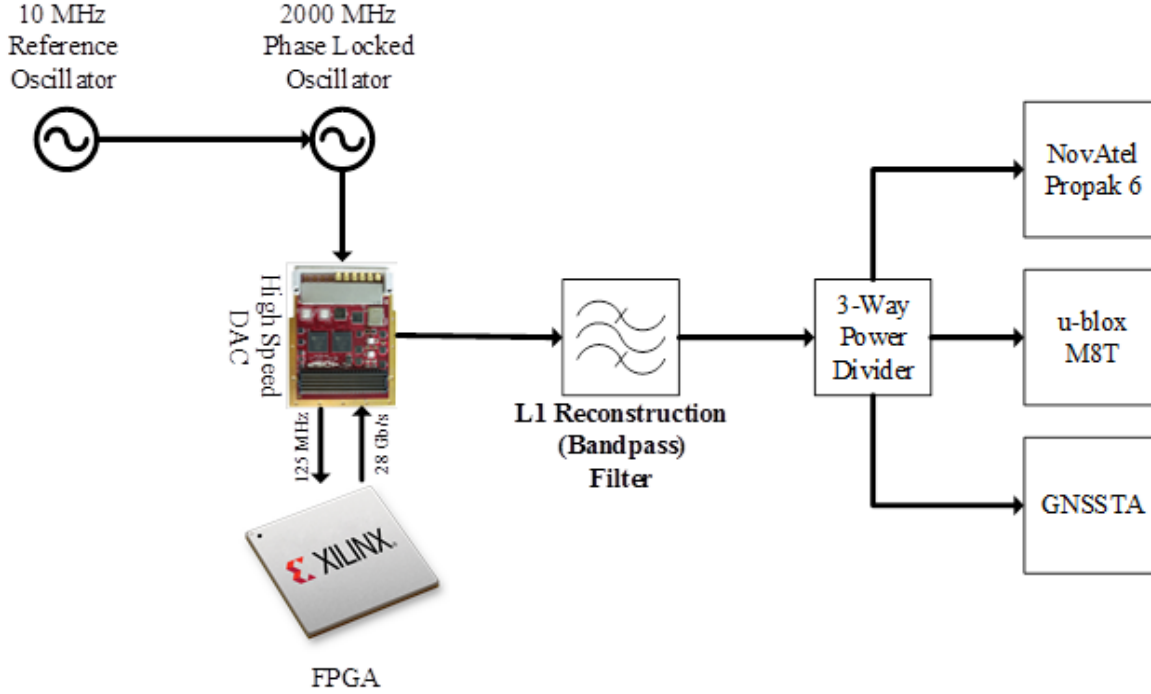 10 MHz
Reference
Oscillator
2000 MHz
Phase Locked
Oscillator
NovAtel
Propak 6
High Speed
DAC
3-Way
Power
Divider
u-blox
M8T
L1 Reconstruction
(Bandpass)
Filter
125 MHz
28 Gb/s
GNSSTA
XILINX
FPGA